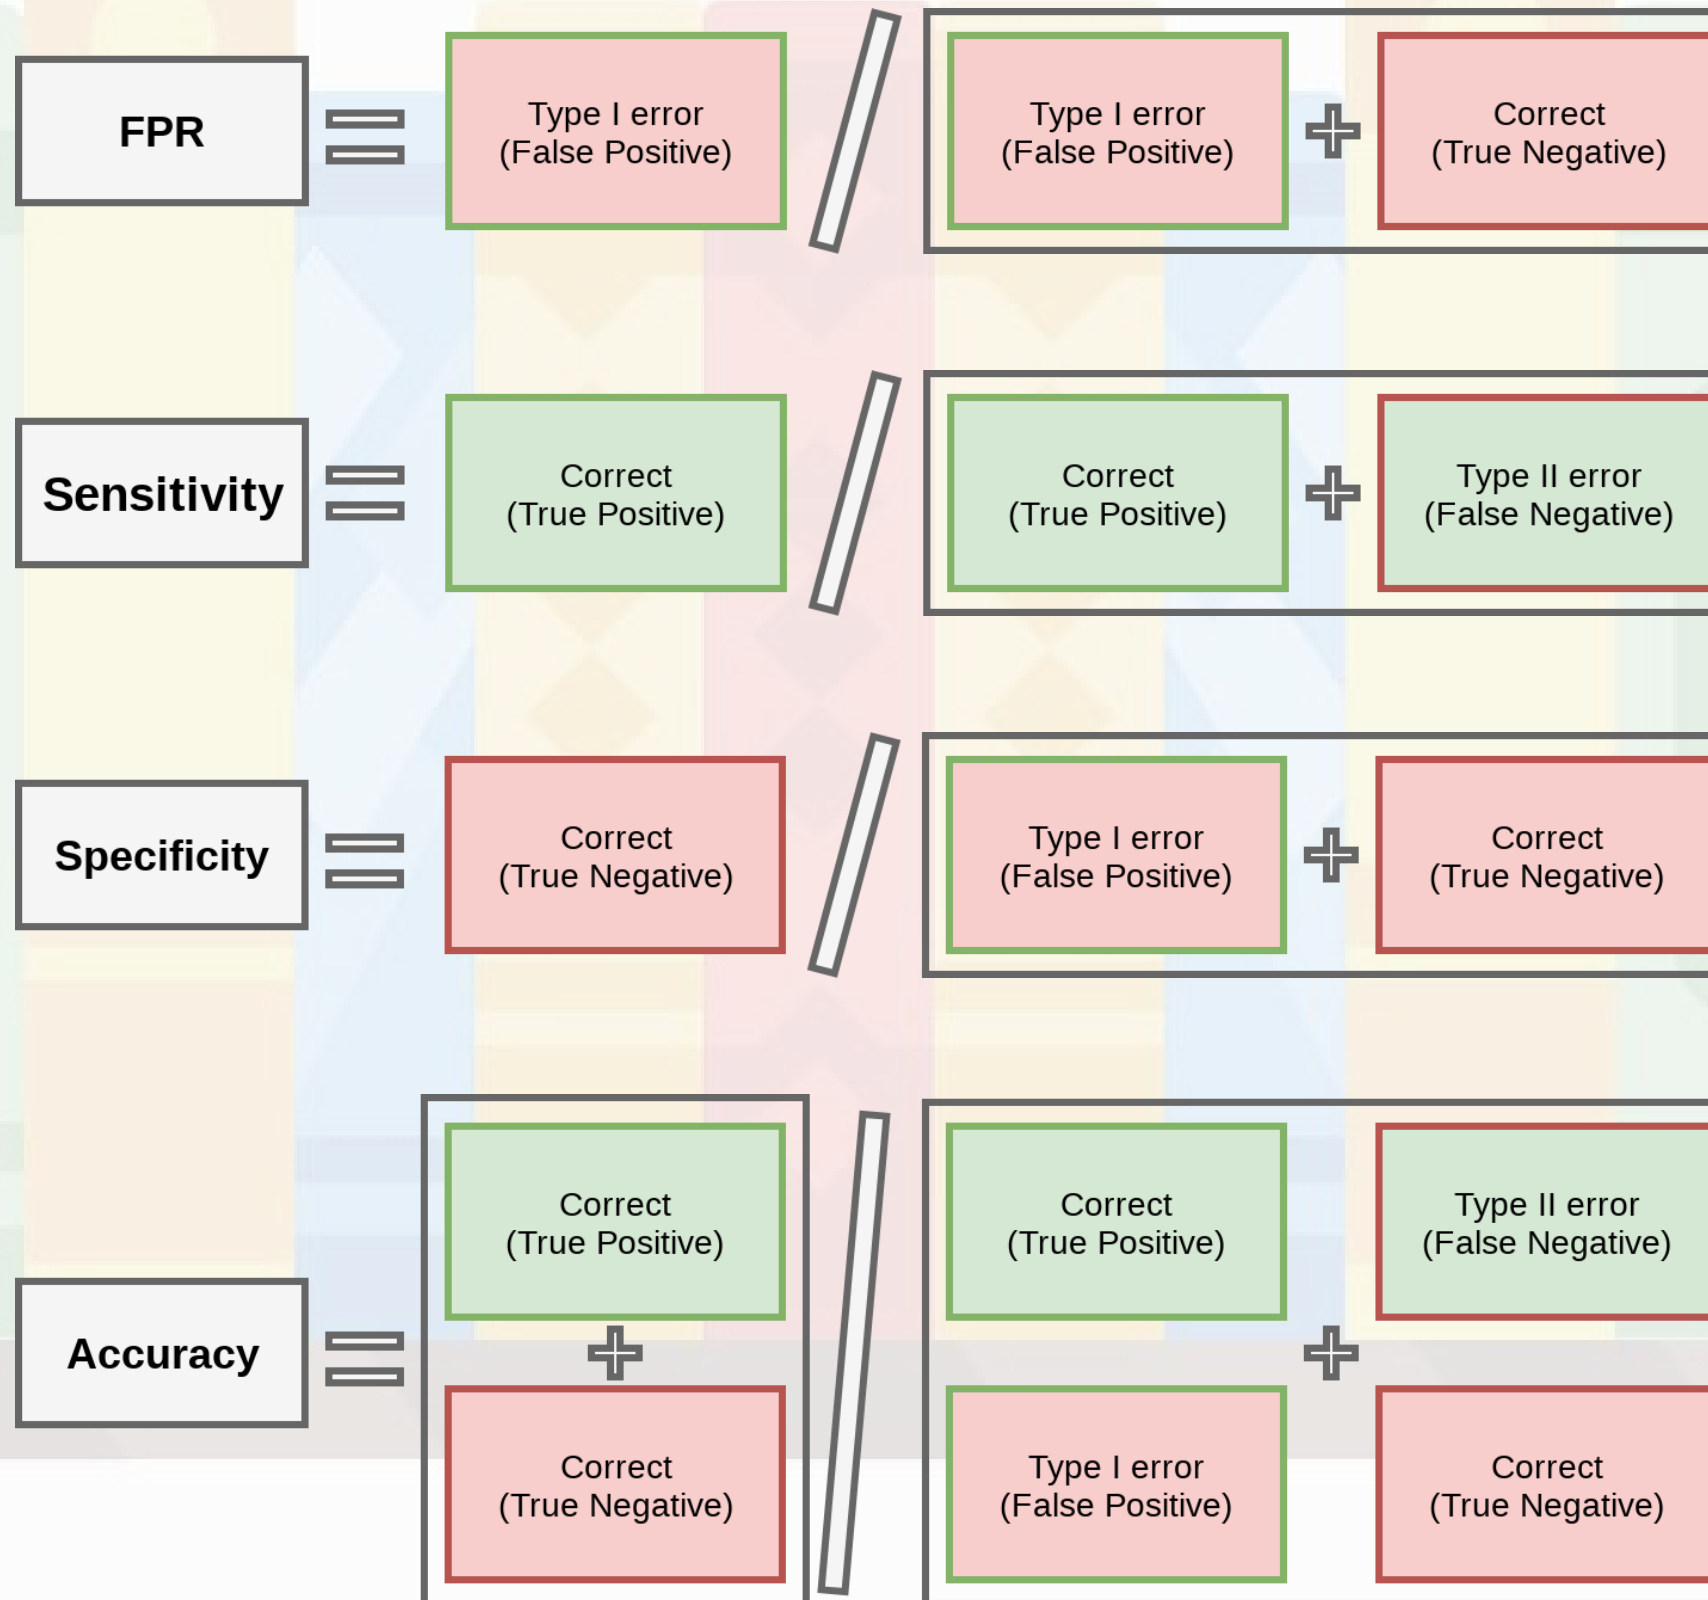 FPR
Type I error
(False Positive)
Type I error
(False Positive)
Correct
(True Negative)
Sensitivity
Correct
(True Positive)
Correct
(True Positive)
Type II error
(False Negative)
Specificity
Correct
(True Negative)
Type I error
(False Positive)
Correct
(True Negative)
Accuracy
Correct
(True Positive)
Correct
(True Negative)
Correct
(True Positive)
Type II error
(False Negative)
Type I error
(False Positive)
Correct
(True Negative)